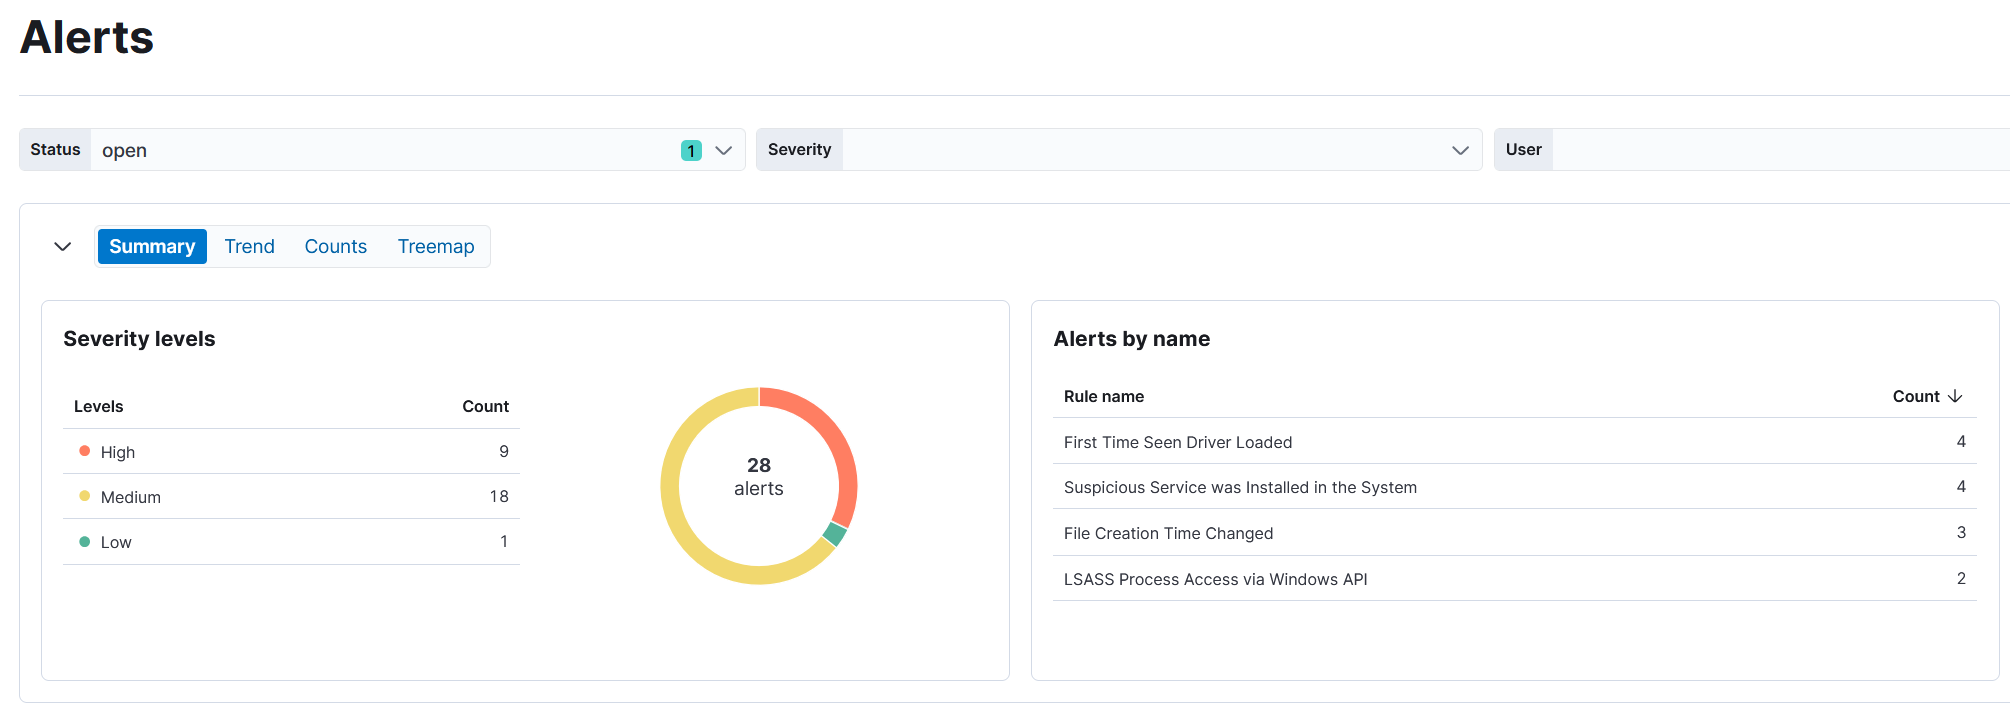 Alerts
Status open 1 Severity User
Summary Trend Counts Treemap
Severity levels
Levels Count
High 9
Medium 18
Low 1
28
alerts
Alerts by name
Rule name Count
First Time Seen Driver Loaded 4
Suspicious Service was Installed in the System 4
File Creation Time Changed 3
LSASS Process Access via Windows API 2